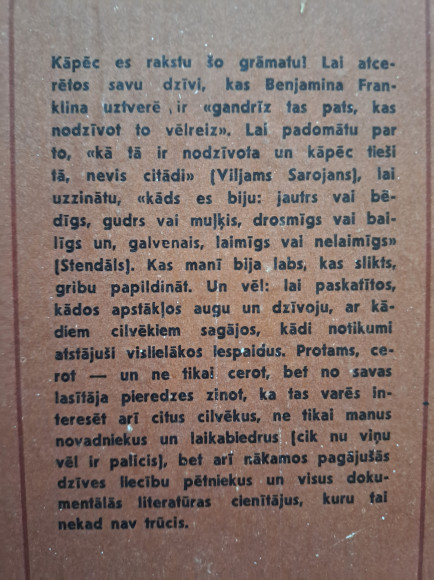 Kāpēc es rakstu šo grāmatu! Lai atce-
rētos savu dzīvi, kas Benjamina Fran-
klina uztverē ir «gandrīz tas pats, kas
nodzīvot to vēlreiz». Lai padomātu par
to, «kā tā ir nodzīvota un kāpēc tieši
tā, nevis citādi» (Viljams Sarojans), lai
uzzinātu, «kāds es biju: jautrs vai bē-
dīgs, gudrs vai muļķis, drosmīgs vai bai-
līgs un, galvenais, laimīgs vai nelaimīgs»
(Stendāls). Kas manī bija labs, kas slikts,
gribu papildināt. Un vēl: lai paskatītos,
kādos apstākļos augu un dzīvoju, ar kā-
diem cilvēkiem sagājos, kādi notikumi
atstājuši vislielākos iespaidus. Protams, ce-
rot — un ne tikai cerot, bet no savas
lasītāja pieredzes zinot, ka tas varēs in-
teresēt arī citus cilvēkus, ne tikai manus
novadniekus un laikabiedrus (cik nu viņu
vēl ir palicis), bet arī nākamos pagājušās
dzīves liecību pētniekus un visus doku-
mentālās literatūras cienītājus, kuru tai
nekad nav trūcis.